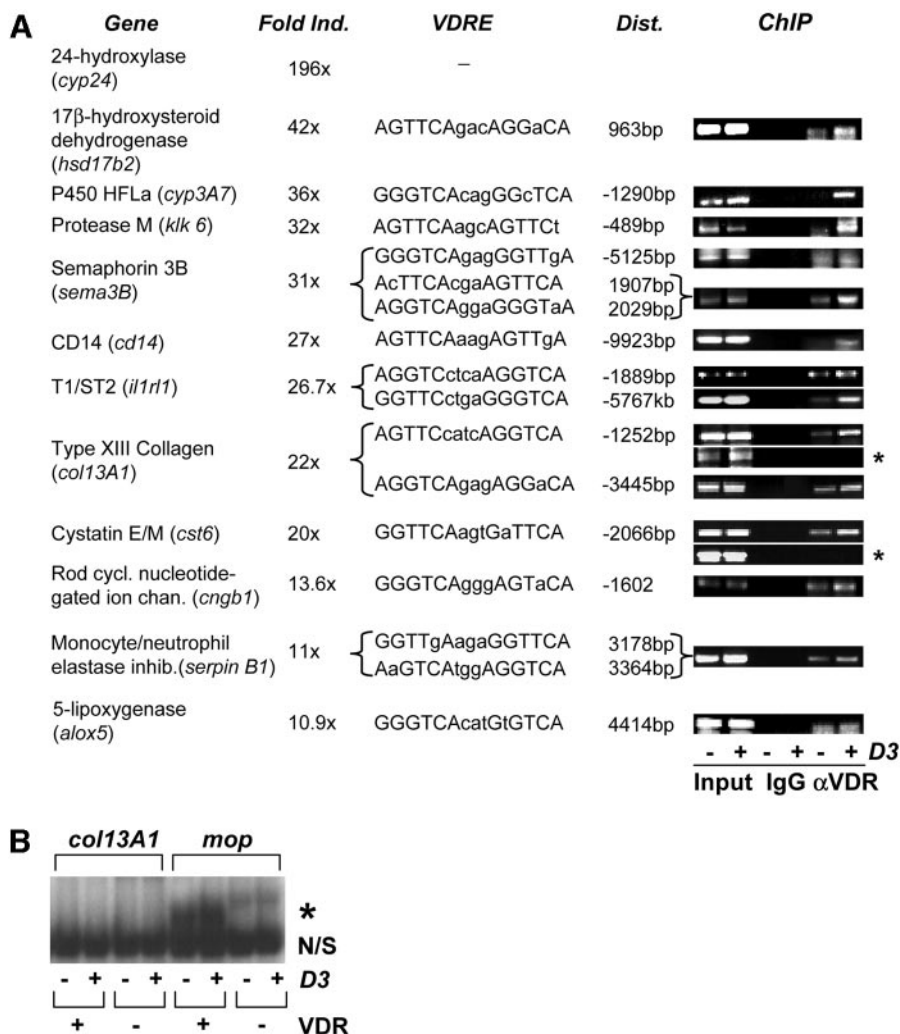 A
Gene Fold Ind. VDRE Dist. ChIP
24-hydroxylase
(cyp24)
196x –
17β-hydroxysteroid
dehydrogenase
(hsd17b2)
42x AGTTCAgacAGGaCA 963bp
P450 HFLa (cyp3A7) 36x GGGTCAcagGGcTCA -1290bp
Protease M (klk 6) 32x AGTTCAagcAGTTCt -489bp
Semaphorin 3B
(sema3B)
31x
GGGTCAgagGGTTgA -5125bp
AcTTCAcgaAGTTCA 1907bp
AGGTCAggaGGGTaA 2029bp
CD14 (cd14) 27x AGTTCAaagAGTTgA -9923bp
T1/ST2 (il1rl1) 26.7x
AGGTCctcaAGGTCA -1889bp
GGTTCctgaGGGTCA -5767kb
Type XIII Collagen
(col13A1)
22x
AGTTCcatcAGGTCA -1252bp
*
AGGTCAgagAGGaCA -3445bp
Cystatin E/M (cst6) 20x GGTTCAagtGaTTCA -2066bp
*
Rod cycl. nucleotide-
gated ion chan. (cngb1)
13.6x GGGTCAgggAGTaCA -1602
Monocyte/neutrophil
elastase inhib.(serpin B1)
11x
GGTTgAagaGGTTCA 3178bp
AaGTCAtggAGGTCA 3364bp
5-lipoxygenase
(alox5)
10.9x GGGTCAcatGtGTCA 4414bp
- + - + - + D3
Input IgG αVDR
B
col13A1 mop
*
N/S
- + - + - + - + D3
+ - + - VDR